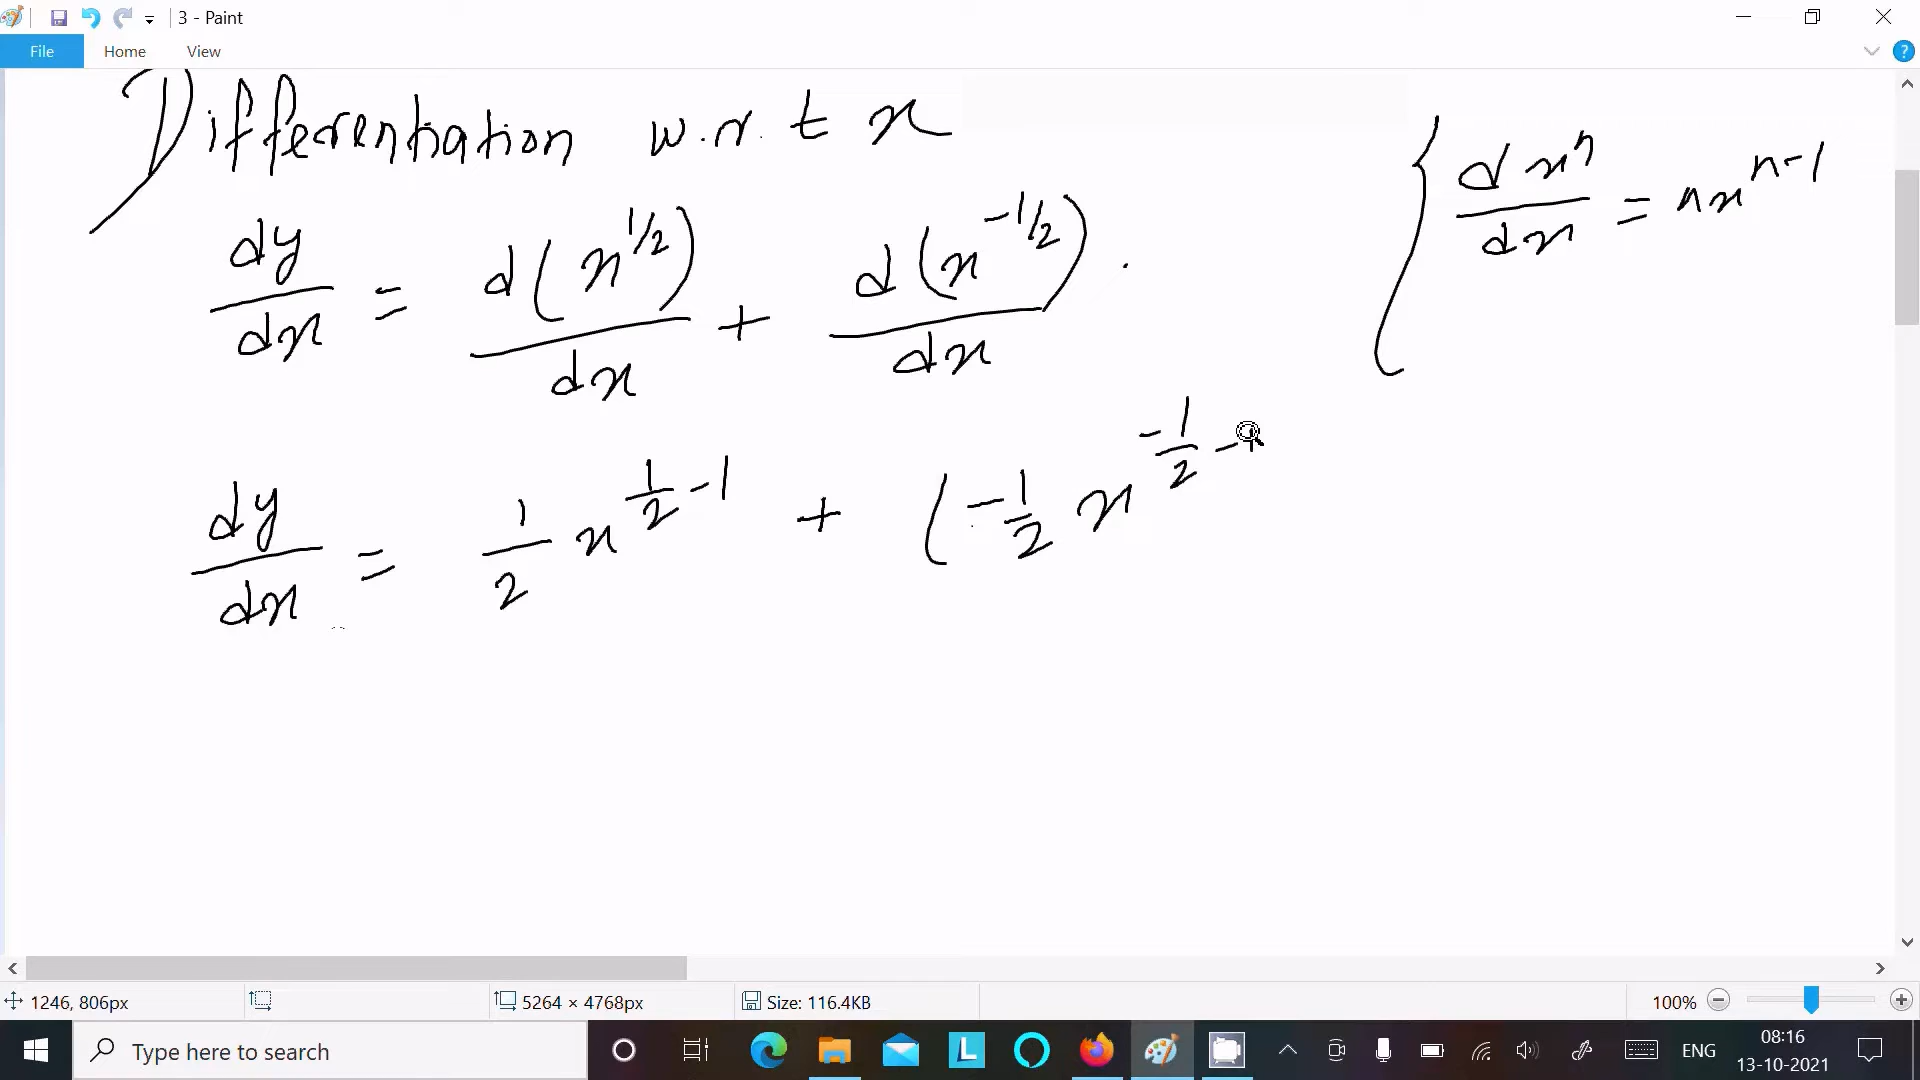 3 - Paint
File Home View
Differentiation w.r.t x
dy/dx = d(x^1/2)/dx + d(x^-1/2)/dx .
{ dx^n/dx = nx^n-1
dy/dx = 1/2 x^1/2-1 + (-1/2 x^-1/2-1
1246, 806px 5264 × 4768px Size: 116.4KB 100%
Type here to search L ENG 08:16
13-10-2021